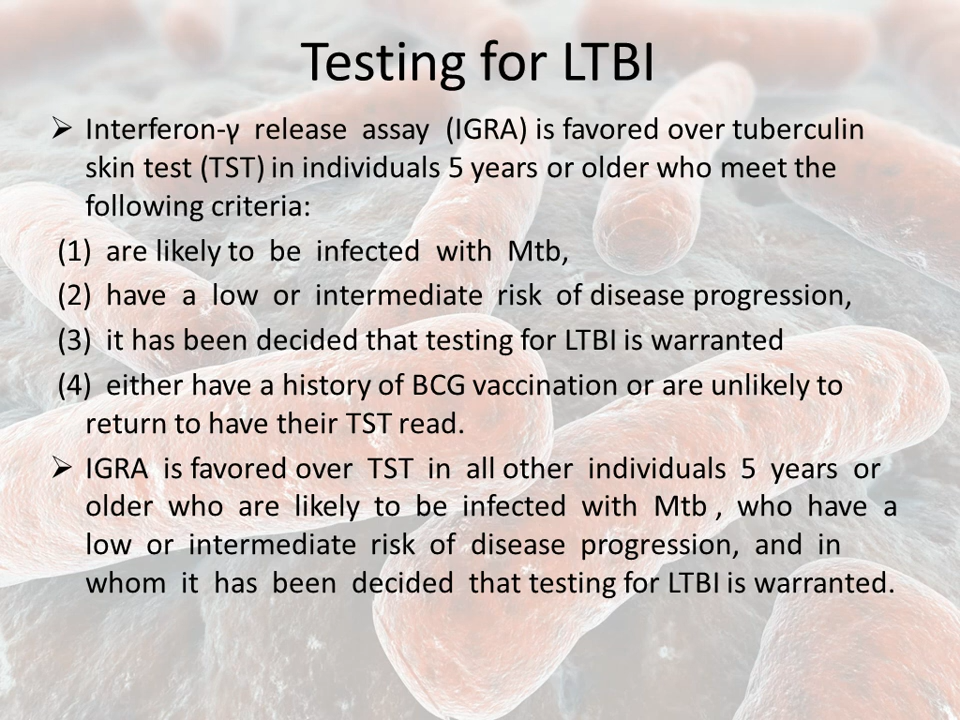 Testing for LTBI
➢ Interferon-γ release assay (IGRA) is favored over tuberculin
skin test (TST) in individuals 5 years or older who meet the
following criteria:
(1) are likely to be infected with Mtb,
(2) have a low or intermediate risk of disease progression,
(3) it has been decided that testing for LTBI is warranted
(4) either have a history of BCG vaccination or are unlikely to
return to have their TST read.
➢ IGRA is favored over TST in all other individuals 5 years or
older who are likely to be infected with Mtb , who have a
low or intermediate risk of disease progression, and in
whom it has been decided that testing for LTBI is warranted.